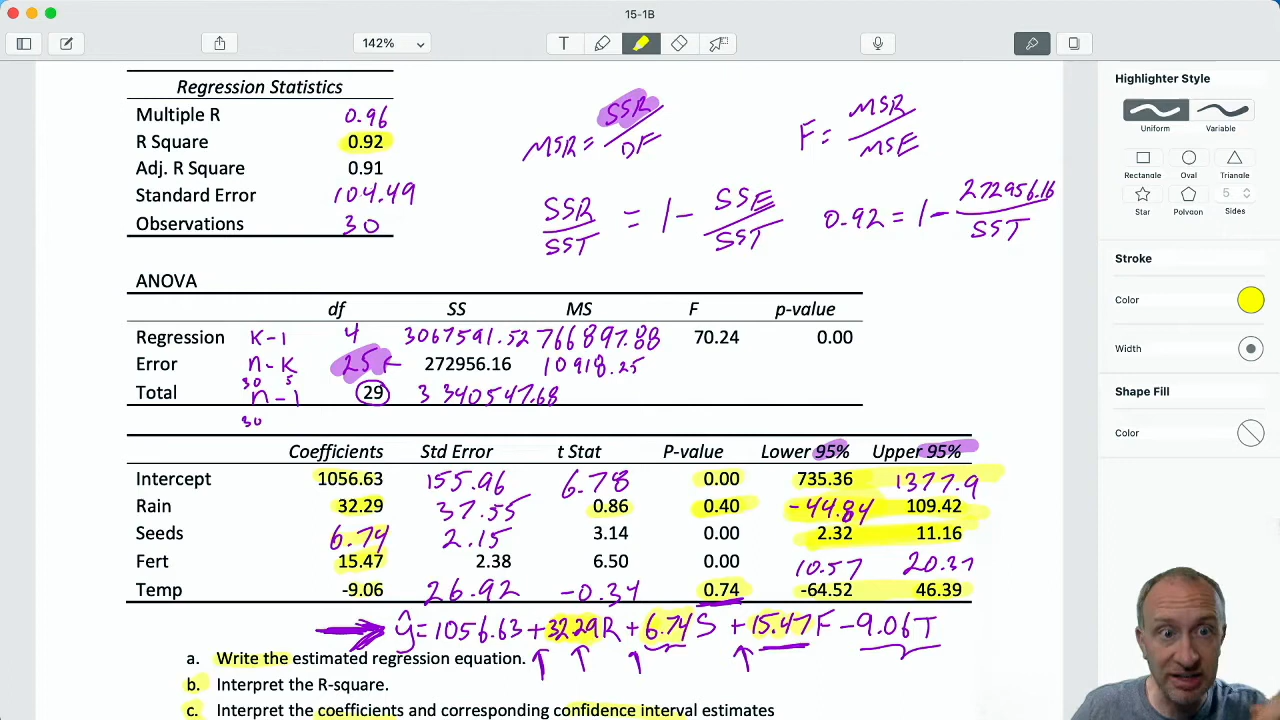 15-1B
142%
T
Highlighter Style
Uniform Variable
Rectangle Oval Triangle
Star Polygon 5 Sides
Stroke
Color
Width
Shape Fill
Color
Regression Statistics
Multiple R 0.96
R Square 0.92
Adj. R Square 0.91
Standard Error 104.49
Observations 30
MSR = SSR/DF
F = MSR/MSE
SSR/SST = 1 - SSE/SST
0.92 = 1 - 272956.16/SST
ANOVA
df SS MS F p-value
Regression K-1 4 3067591.52 766897.88 70.24 0.00
Error n-K 25 272956.16 10918.25
30 5
Total n-1 29 3340547.68
30
Coefficients Std Error t Stat P-value Lower 95% Upper 95%
Intercept 1056.63 155.96 6.78 0.00 735.36 1377.9
Rain 32.29 37.55 0.86 0.40 -44.84 109.42
Seeds 6.74 2.15 3.14 0.00 2.32 11.16
Fert 15.47 2.38 6.50 0.00 10.57 20.37
Temp -9.06 26.92 -0.34 0.74 -64.52 46.39
ŷ = 1056.63 + 32.29R + 6.74S + 15.47F - 9.06T
a. Write the estimated regression equation.
b. Interpret the R-square.
c. Interpret the coefficients and corresponding confidence interval estimates